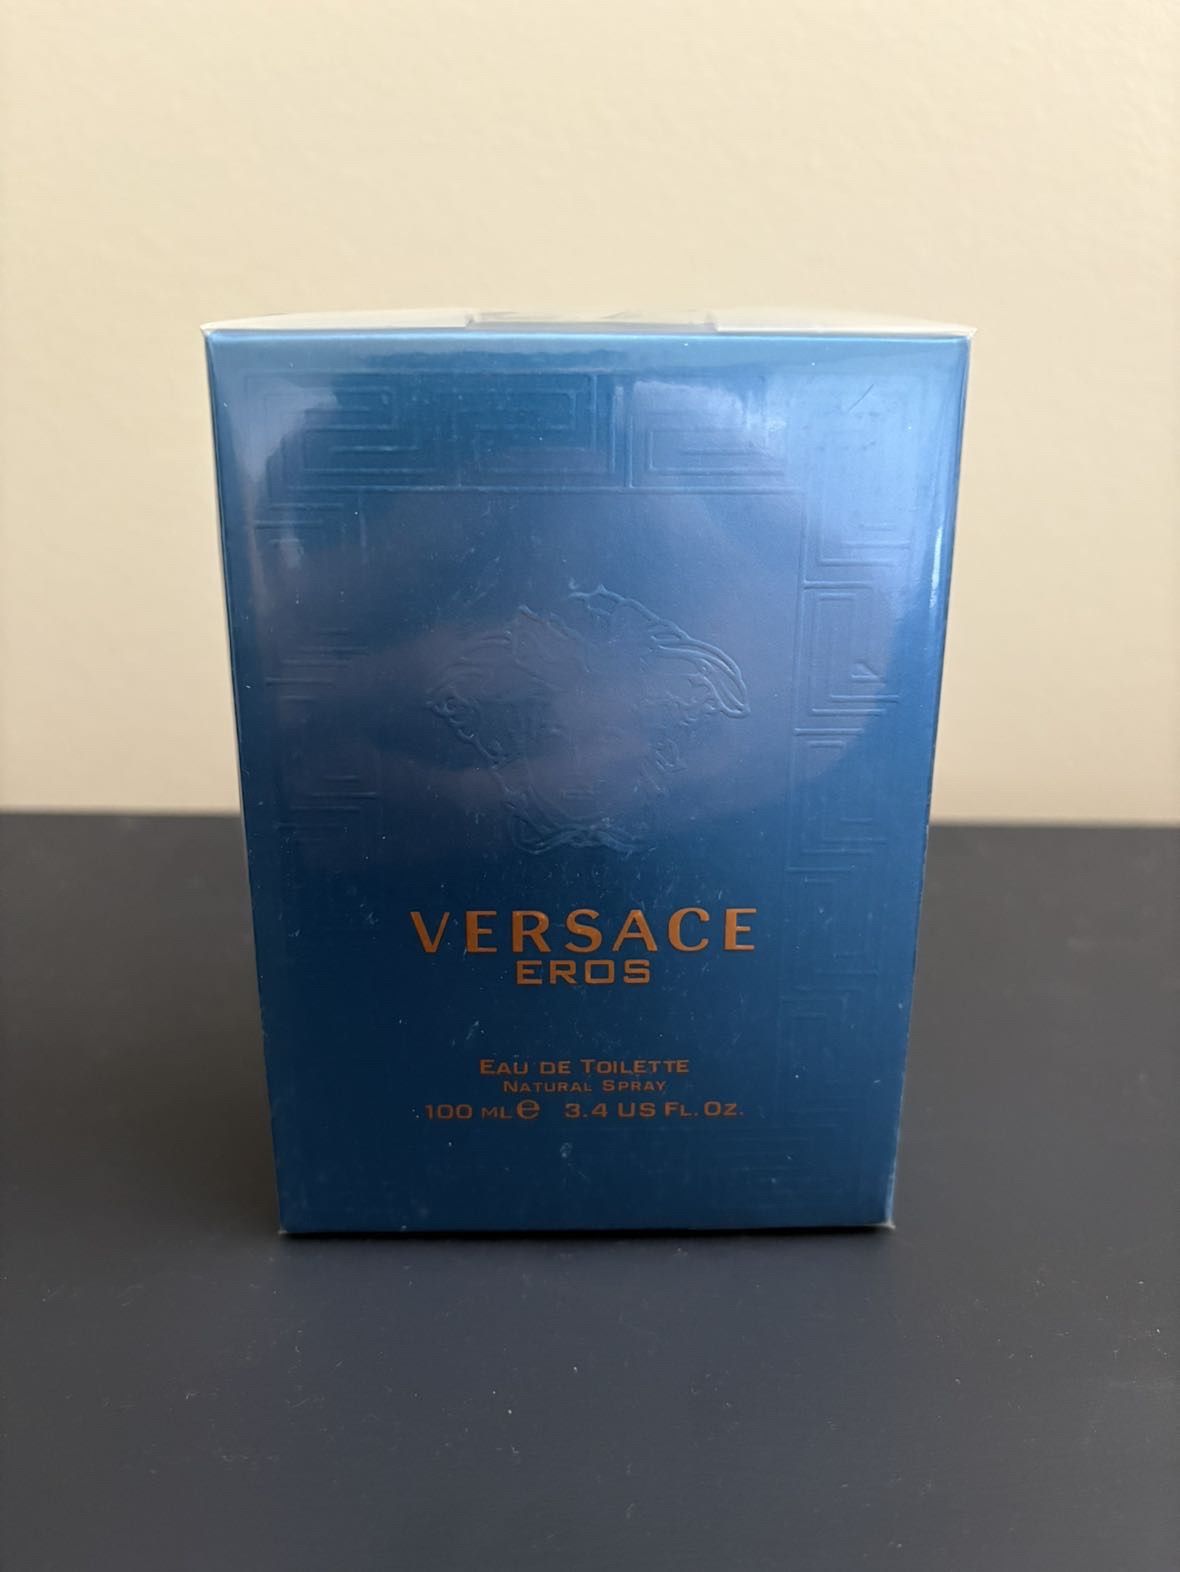 VERSACE
EROS
EAU DE TOILETTE
NATURAL SPRAY
100 ML ℮ 3.4 US FL. OZ.